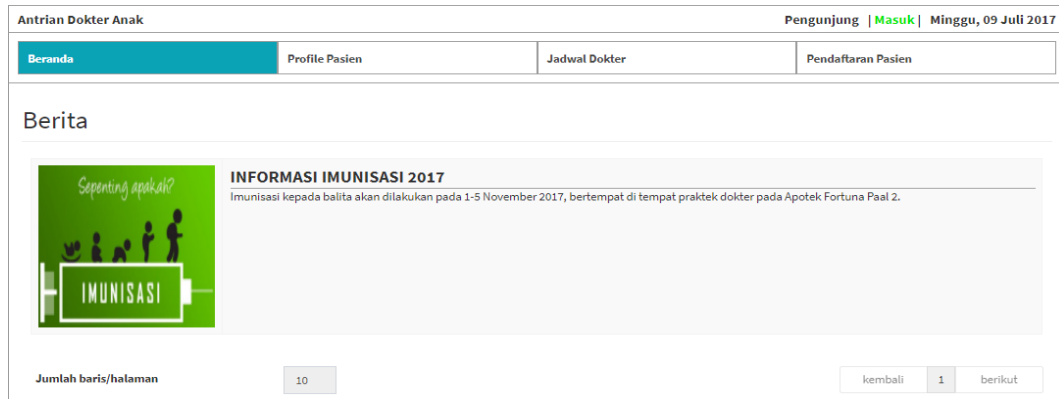 Antrian Dokter Anak
Pengunjung | Masuk | Minggu, 09 Juli 2017
Beranda
Profile Pasien
Jadwal Dokter
Pendaftaran Pasien
Berita
Sepenting apakah?
IMUNISASI
INFORMASI IMUNISASI 2017
Imunisasi kepada balita akan dilakukan pada 1-5 November 2017, bertempat di tempat praktek dokter pada Apotek Fortuna Paal 2.
Jumlah baris/halaman
10
kembali
1
berikut